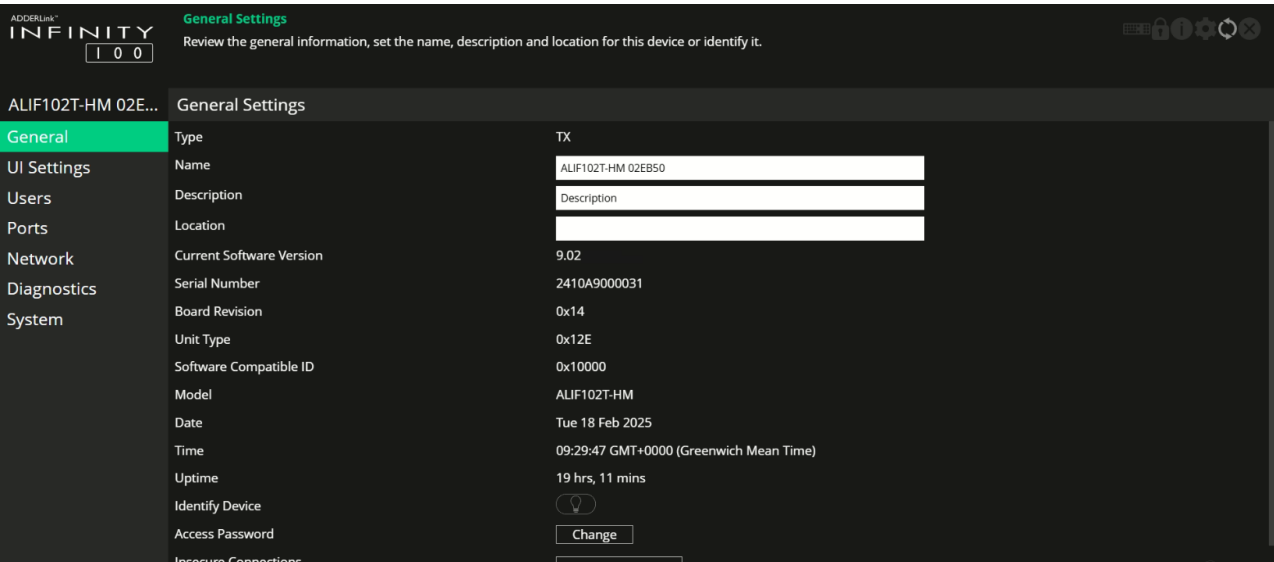 ADDERLink™
INFINITY
100
General Settings
Review the general information, set the name, description and location for this device or identify it.
ALIF102T-HM 02E...
General
UI Settings
Users
Ports
Network
Diagnostics
System
General Settings
Type TX
Name ALIF102T-HM 02EB50
Description Description
Location
Current Software Version 9.02
Serial Number 2410A9000031
Board Revision 0x14
Unit Type 0x12E
Software Compatible ID 0x10000
Model ALIF102T-HM
Date Tue 18 Feb 2025
Time 09:29:47 GMT+0000 (Greenwich Mean Time)
Uptime 19 hrs, 11 mins
Identify Device
Access Password Change
Insecure Connections